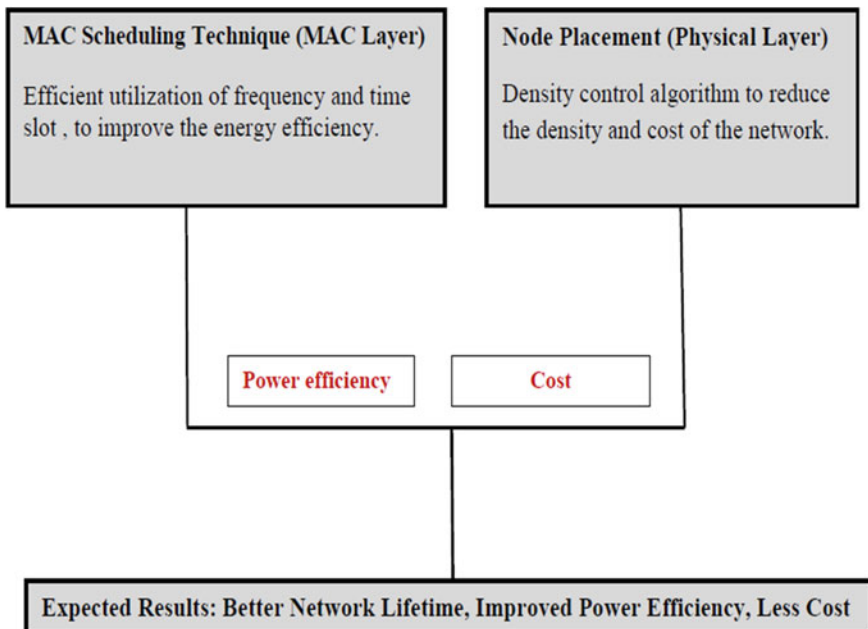 MAC Scheduling Technique (MAC Layer)
Efficient utilization of frequency and time
slot , to improve the energy efficiency.
Node Placement (Physical Layer)
Density control algorithm to reduce
the density and cost of the network.
Power efficiency
Cost
Expected Results: Better Network Lifetime, Improved Power Efficiency, Less Cost